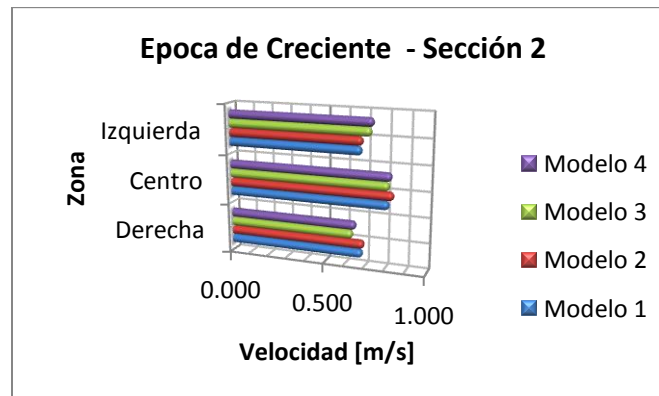 Epoca de Creciente - Sección 2
Zona
Izquierda
Centro
Derecha
0.000
0.500
1.000
Velocidad [m/s]
Modelo 4
Modelo 3
Modelo 2
Modelo 1